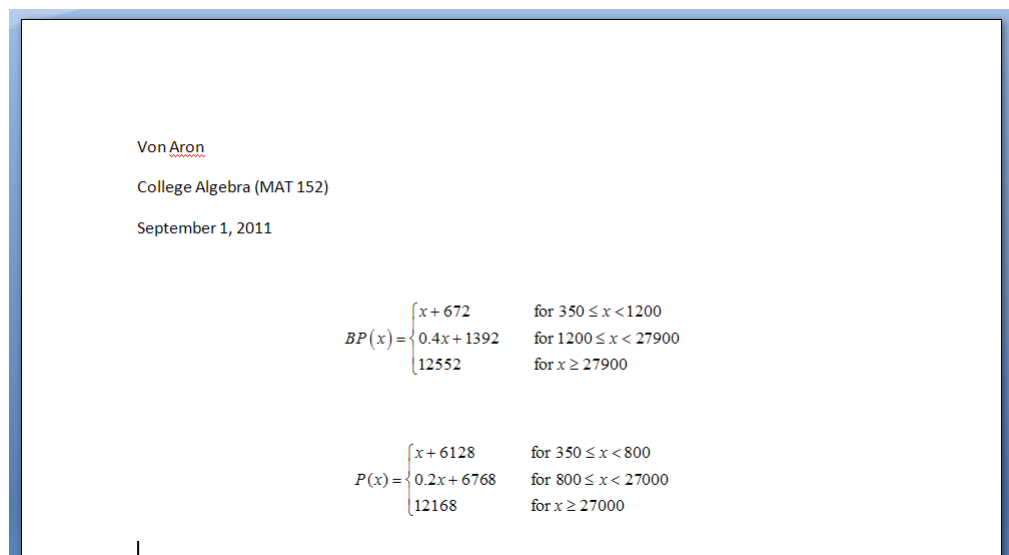 Von Aron
College Algebra (MAT 152)
September 1, 2011
x + 672 for 350 ≤ x < 1200
BP(x) = { 0.4x + 1392 for 1200 ≤ x < 27900
12552 for x ≥ 27900
x + 6128 for 350 ≤ x < 800
P(x) = { 0.2x + 6768 for 800 ≤ x < 27000
12168 for x ≥ 27000